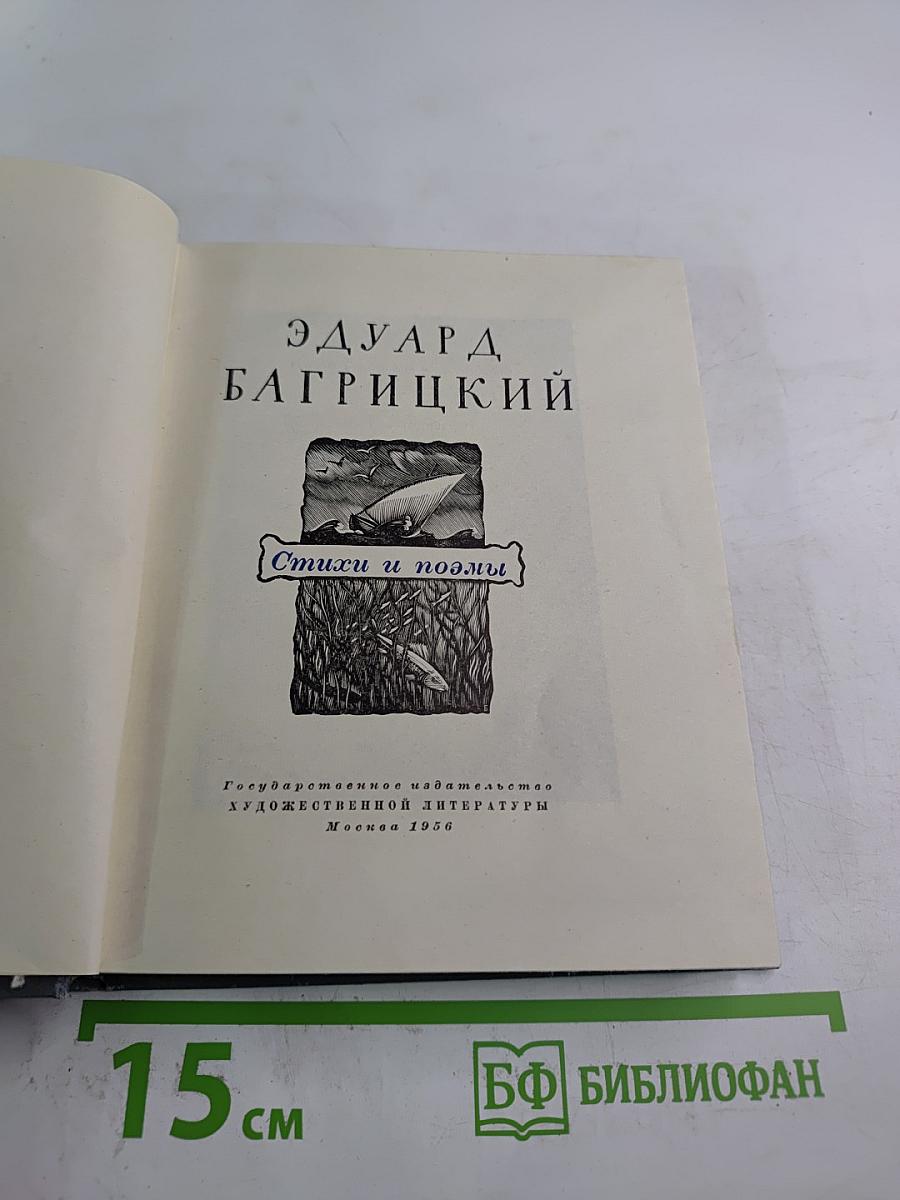 ЭДУАРД
БАГРИЦКИЙ
Стихи и поэмы
Государственное издательство
ХУДОЖЕСТВЕННОЙ ЛИТЕРАТУРЫ
Москва 1956
15 см
БФ БИБЛИОФАН